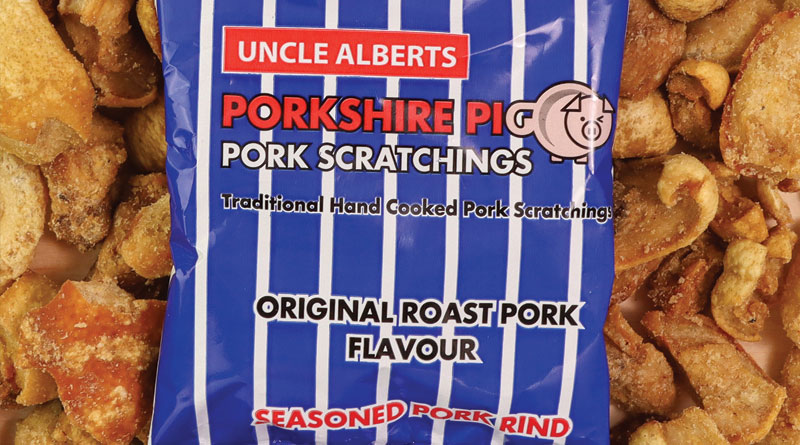 UNCLE ALBERTS
PORKSHIRE PIG
PORK SCRATCHINGS
Traditional Hand Cooked Pork Scratchings
ORIGINAL ROAST PORK
FLAVOUR
SEASONED PORK RIND